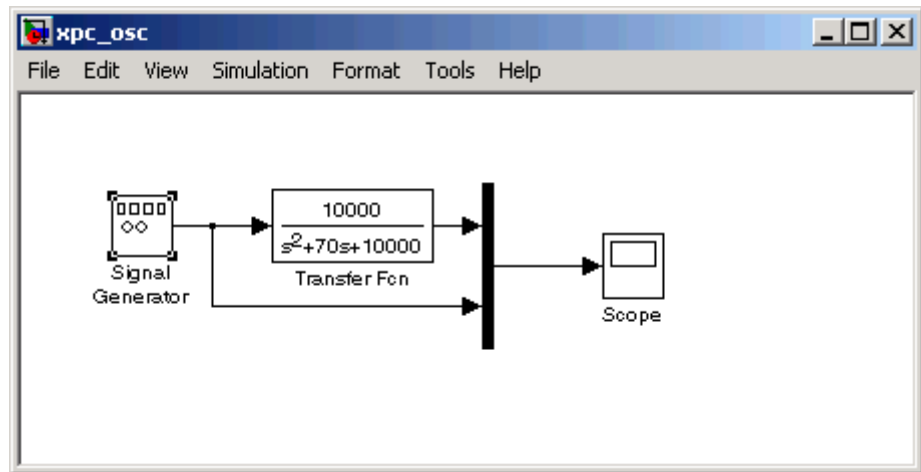 xpc_osc
File Edit View Simulation Format Tools Help
10000
s²+70s+10000
Transfer Fcn
Signal
Generator
Scope